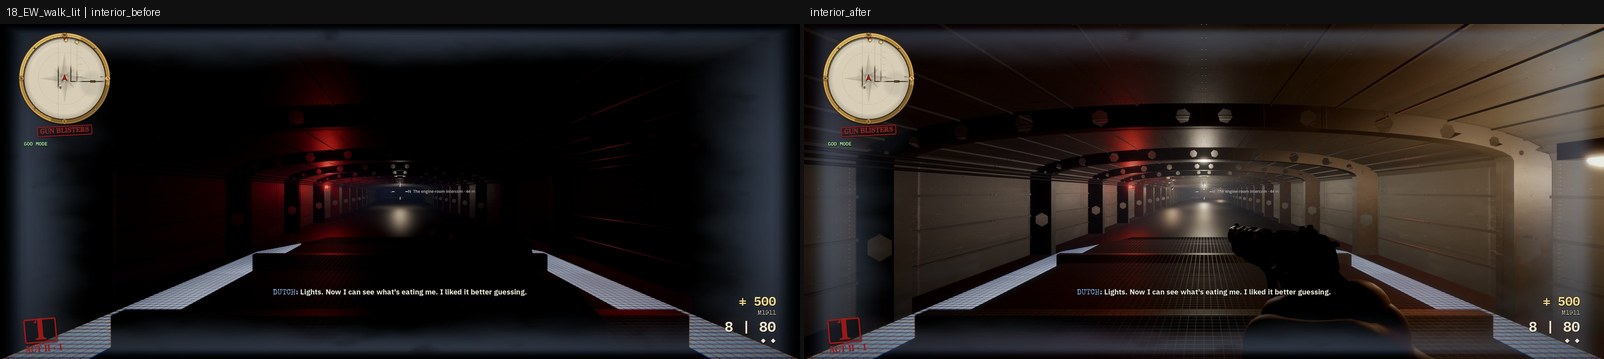 18_EW_walk_lit | interior_before
GUN BLISTERS
GOD MODE
DUTCH: Lights. Now I can see what's eating me. I liked it better guessing.
500
M1911
8 | 80
interior_after
GUN BLISTERS
GOD MODE
DUTCH: Lights. Now I can see what's eating me. I liked it better guessing.
500
M1911
8 | 80